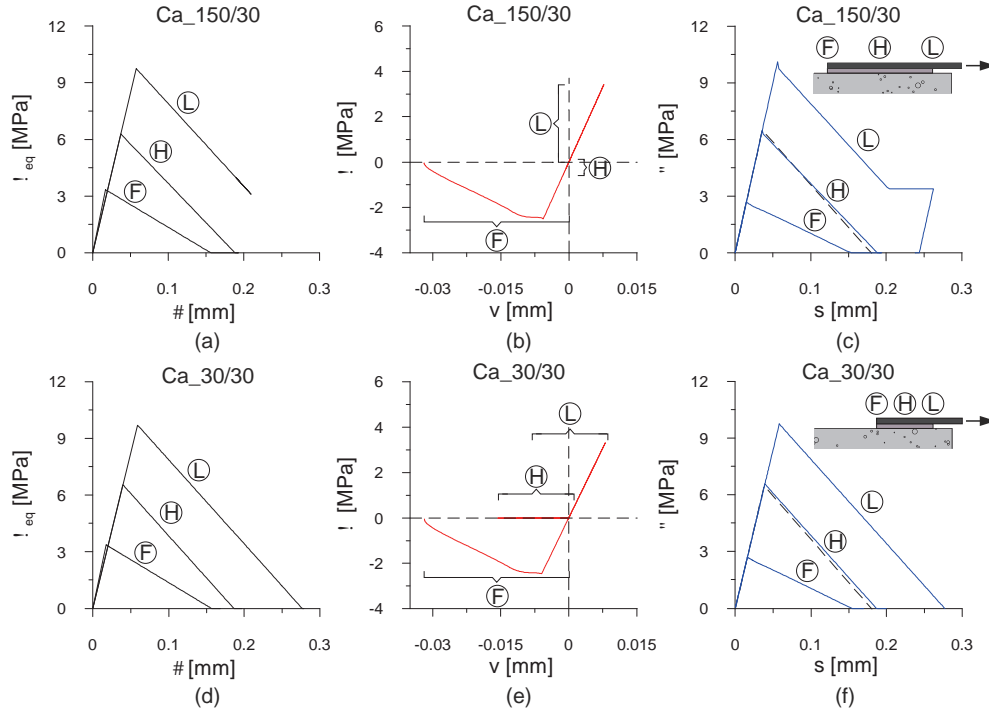 Ca_150/30
Ca_150/30
Ca_150/30
12
9
6
3
0
! eq [MPa]
L
H
F
0
0.1
0.2
0.3
# [mm]
(a)
6
4
2
0
-2
-4
! [MPa]
L
H
F
-0.03
-0.015
0
0.015
v [mm]
(b)
12
9
6
3
0
" [MPa]
F
H
L
L
H
F
0
0.1
0.2
0.3
s [mm]
(c)
Ca_30/30
Ca_30/30
Ca_30/30
12
9
6
3
0
! eq [MPa]
L
H
F
0
0.1
0.2
0.3
# [mm]
(d)
6
4
2
0
-2
-4
! [MPa]
L
H
F
-0.03
-0.015
0
0.015
v [mm]
(e)
12
9
6
3
0
" [MPa]
F
H
L
L
H
F
0
0.1
0.2
0.3
s [mm]
(f)